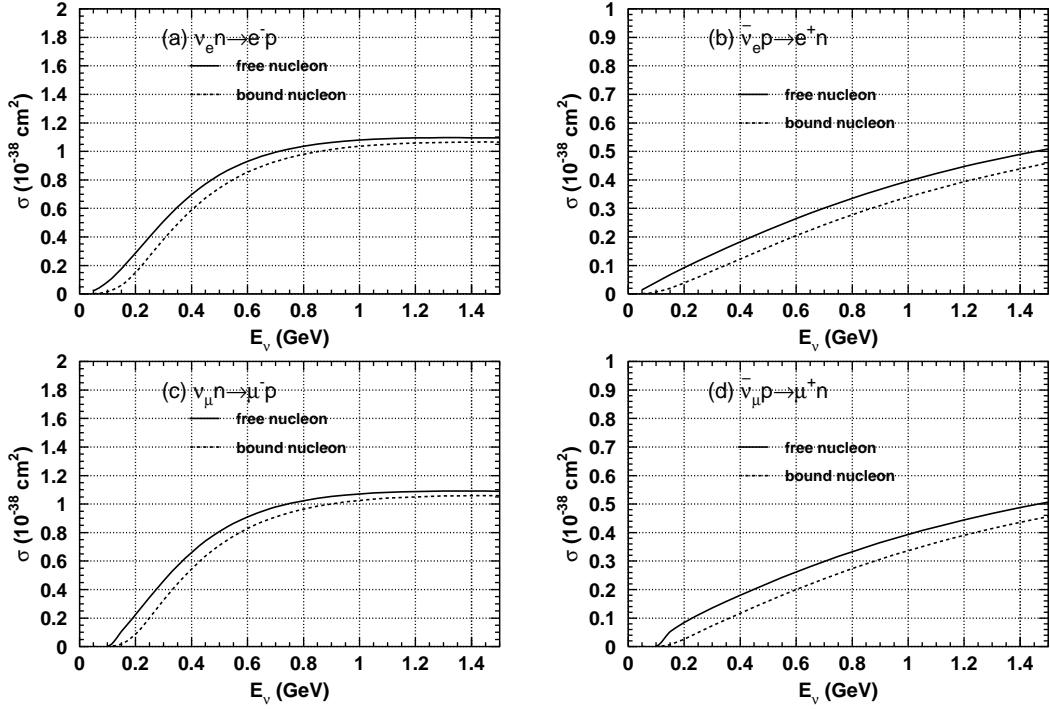 (a) νₑn→e⁻p
free nucleon
bound nucleon
σ (10⁻³⁸ cm²)
2
1.8
1.6
1.4
1.2
1
0.8
0.6
0.4
0.2
0
0 0.2 0.4 0.6 0.8 1 1.2 1.4
E_ν (GeV)
(b) ν̄ₑp→e⁺n
free nucleon
bound nucleon
σ (10⁻³⁸ cm²)
1
0.9
0.8
0.7
0.6
0.5
0.4
0.3
0.2
0.1
0
0 0.2 0.4 0.6 0.8 1 1.2 1.4
E_ν (GeV)
(c) ν_μn→μ⁻p
free nucleon
bound nucleon
σ (10⁻³⁸ cm²)
2
1.8
1.6
1.4
1.2
1
0.8
0.6
0.4
0.2
0
0 0.2 0.4 0.6 0.8 1 1.2 1.4
E_ν (GeV)
(d) ν̄_μp→μ⁺n
free nucleon
bound nucleon
σ (10⁻³⁸ cm²)
1
0.9
0.8
0.7
0.6
0.5
0.4
0.3
0.2
0.1
0
0 0.2 0.4 0.6 0.8 1 1.2 1.4
E_ν (GeV)